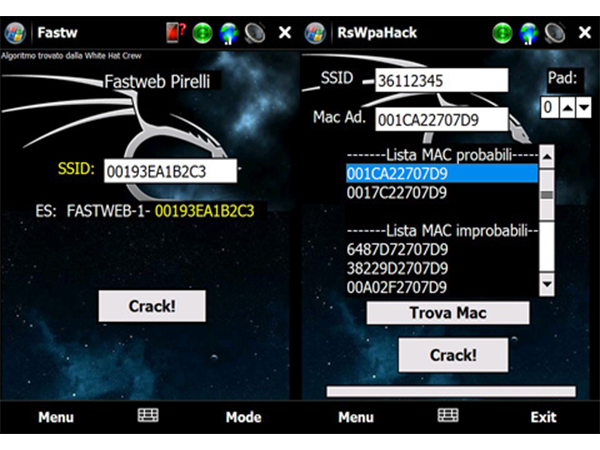 Fastw
Algoritmo trovato dalla White Hat Crew
Fastweb Pirelli
SSID: 00193EA1B2C3
ES: FASTWEB-1- 00193EA1B2C3
Crack!
Menu Mode
RsWpaHack
SSID 36112345 Pad:
Mac Ad. 001CA22707D9 0
-------Lista MAC probabili-----
001CA22707D9
0017C22707D9
-------Lista MAC improbabili--
6487D72707D9
38229D2707D9
00A02F2707D9
Trova Mac
Crack!
Menu Exit